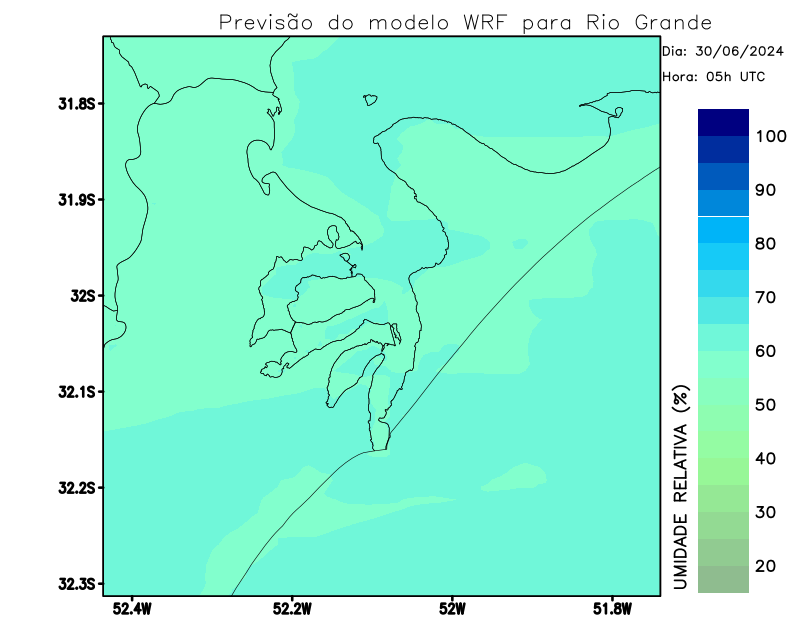 Previsão do modelo WRF para Rio Grande
Dia: 30/06/2024
Hora: 05h UTC
31.8S
31.9S
32S
32.1S
32.2S
32.3S
52.4W
52.2W
52W
51.8W
UMIDADE RELATIVA (%)
100
90
80
70
60
50
40
30
20